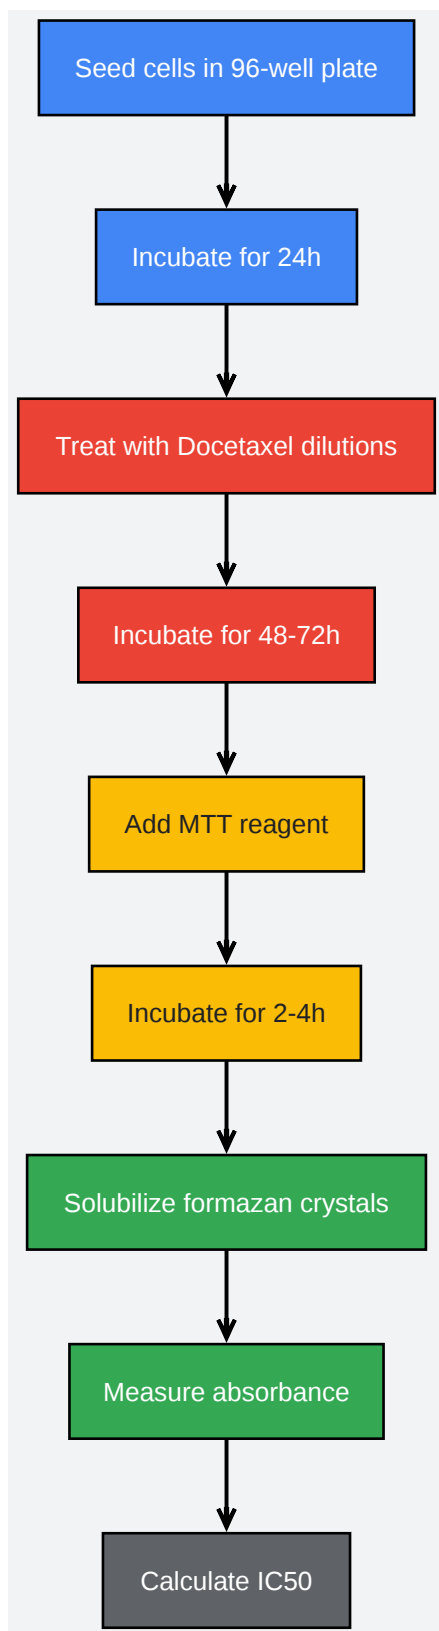 Seed cells in 96-well plate
Incubate for 24h
Treat with Docetaxel dilutions
Incubate for 48-72h
Add MTT reagent
Incubate for 2-4h
Solubilize formazan crystals
Measure absorbance
Calculate IC50